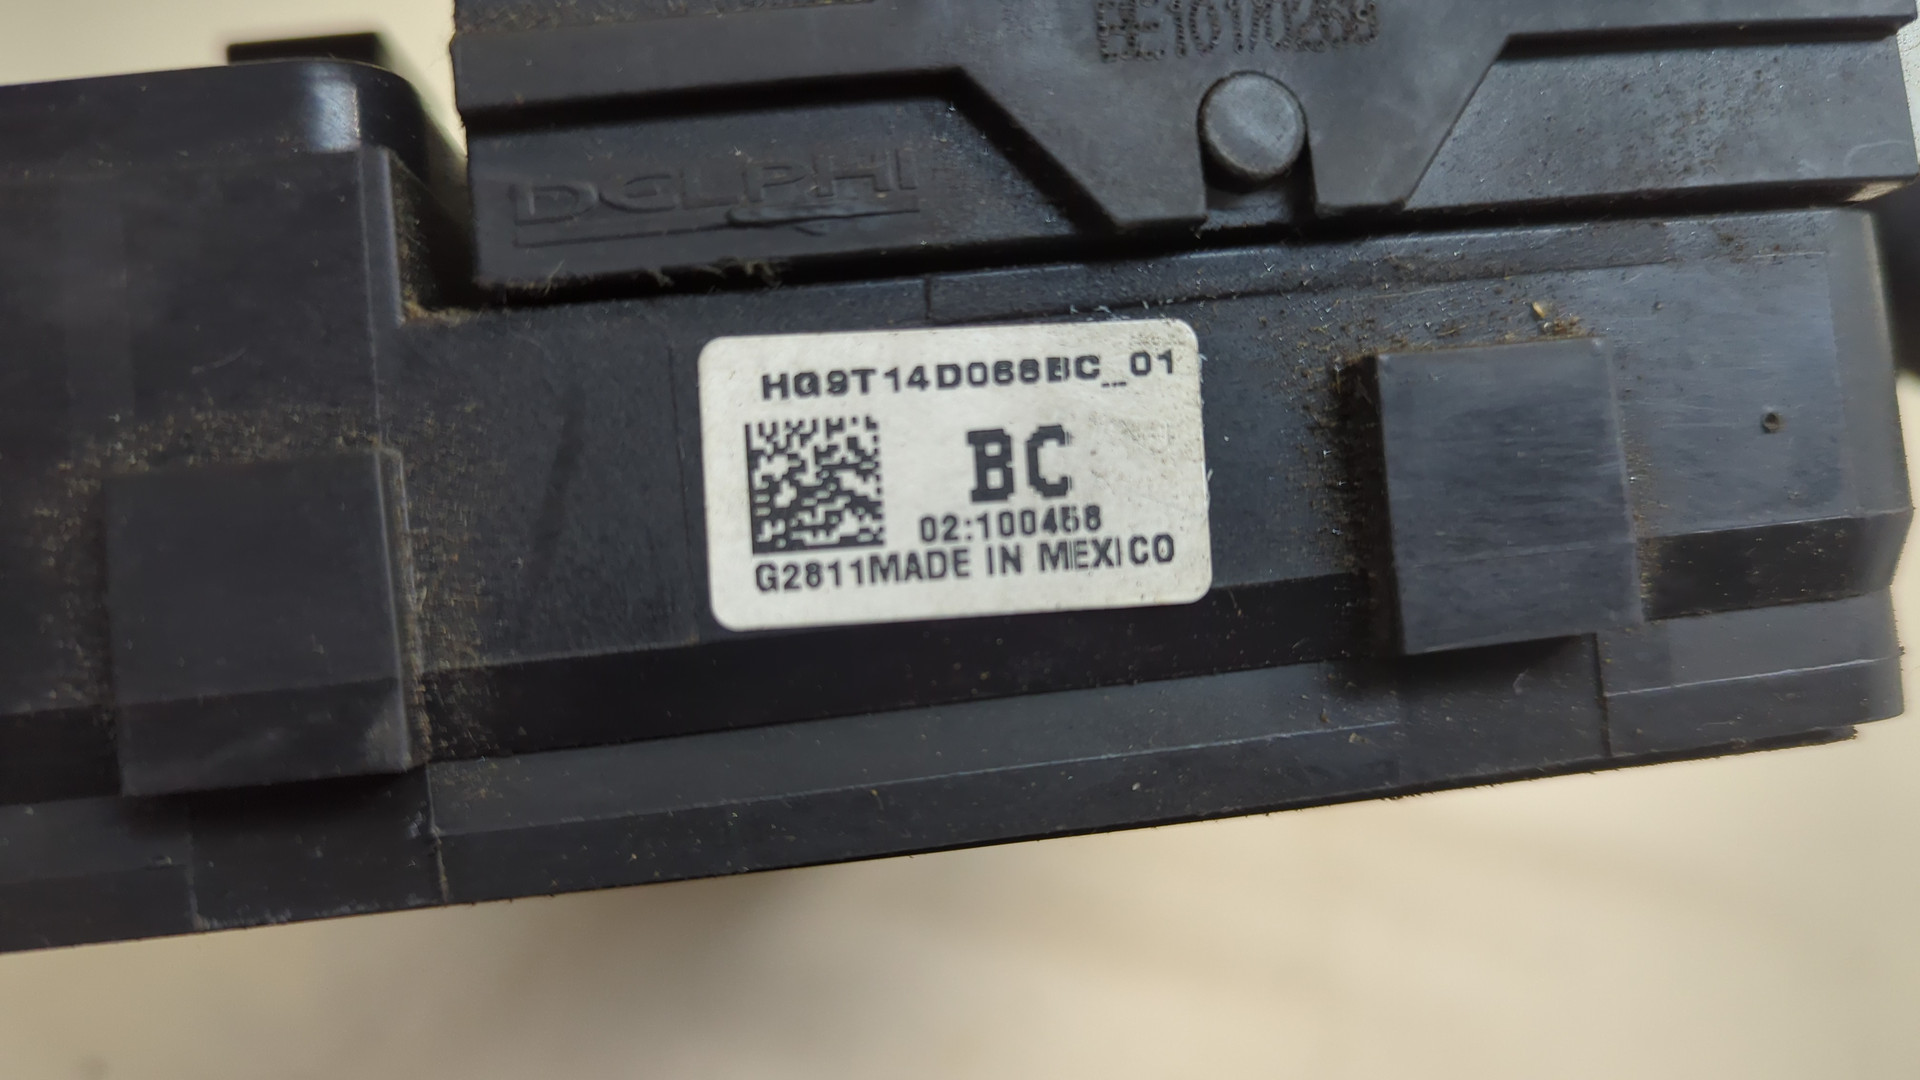 DELPHI
HG9T14D068BC_01
BC
02:100458
G2811MADE IN MEXICO